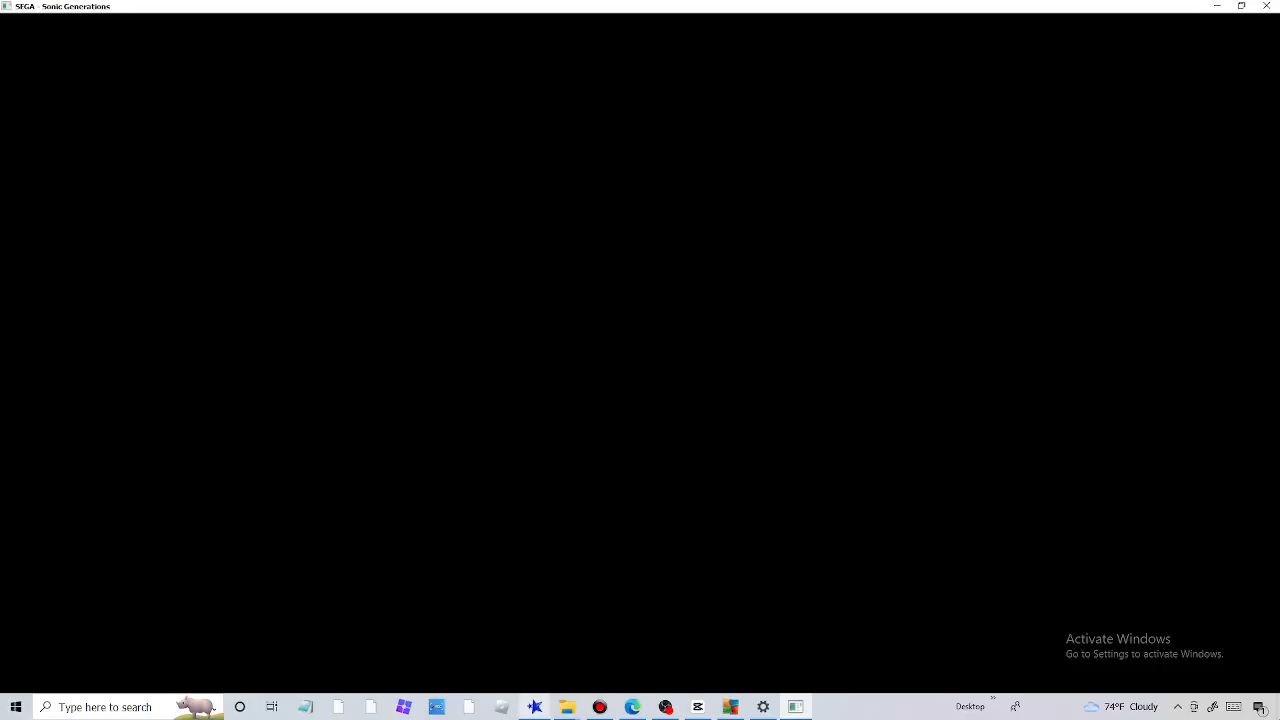 SEGA - Sonic Generations
Activate Windows
Go to Settings to activate Windows.
Type here to search
Desktop
74°F Cloudy